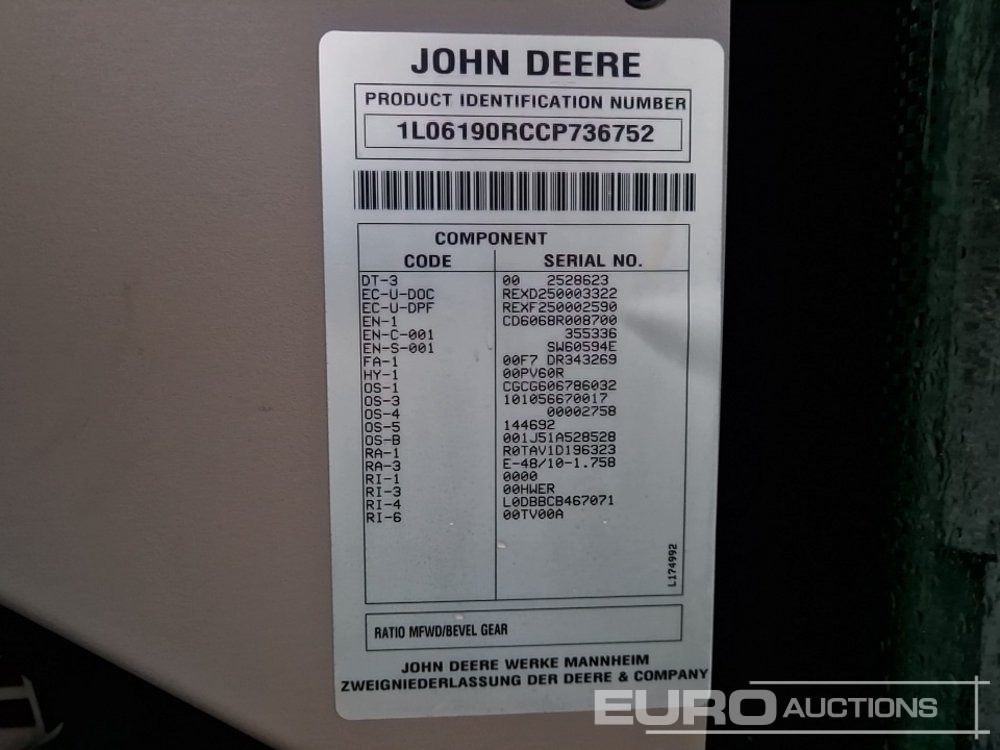 JOHN DEERE
PRODUCT IDENTIFICATION NUMBER
1L06190RCCP736752
COMPONENT
CODE SERIAL NO.
DT-3 00 2528623
EC-U-DOC REXD250003322
EC-U-DPF REXF250002590
EN-1 CD6068R008700
EN-C-001 355336
EN-S-001 SW60594E
FA-1 00F7 DR343269
HY-1 00PV60R
OS-1 CGCG606786032
OS-3 101056670017
OS-4 00002758
OS-5 144692
OS-B 001J51A528528
RA-1 R0TAV1D196323
RA-3 E-48/10-1.758
RI-1 0000
RI-3 00HWER
RI-4 L0DBBCB467071
RI-6 00TV00A
L174992
RATIO MFWD/BEVEL GEAR
JOHN DEERE WERKE MANNHEIM
ZWEIGNIEDERLASSUNG DER DEERE & COMPANY
EURO AUCTIONS